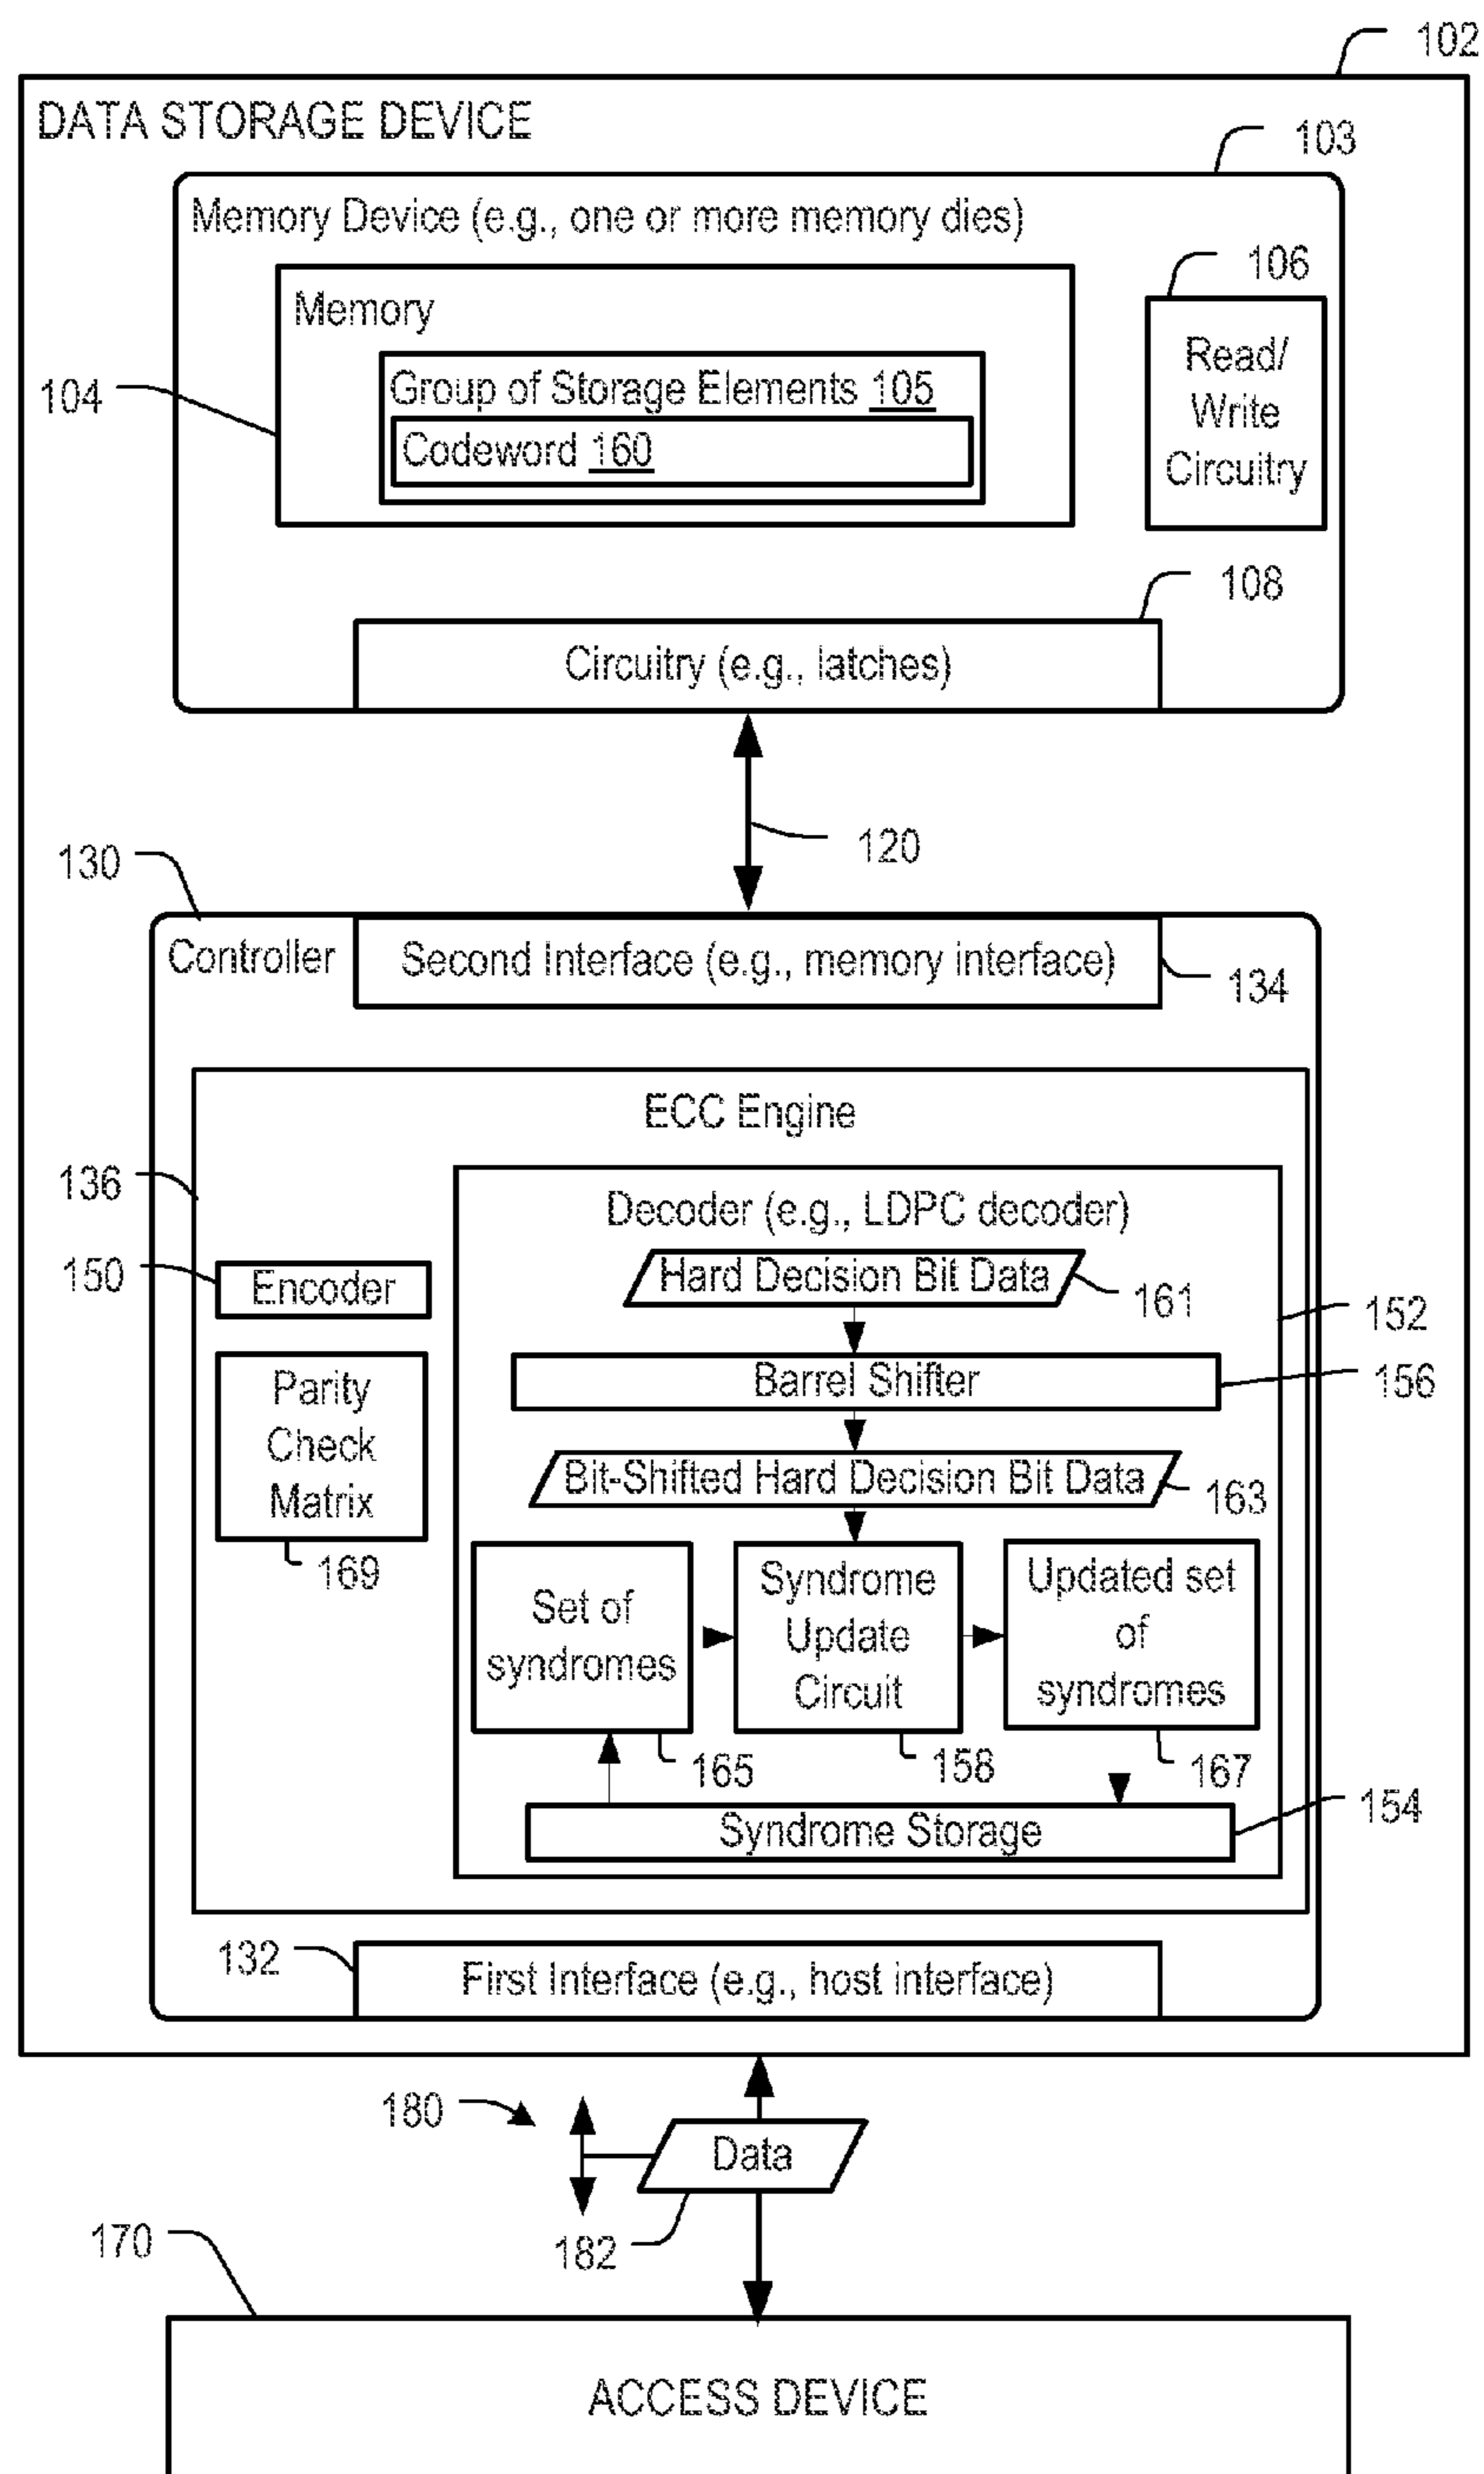 102
DATA STORAGE DEVICE
103
Memory Device (e.g., one or more memory dies)
106
Memory
Read/
Write
Circuitry
104
Group of Storage Elements 105
Codeword 160
108
Circuitry (e.g., latches)
120
130
Controller
Second Interface (e.g., memory interface)
134
ECC Engine
136
Decoder (e.g., LDPC decoder)
150
Encoder
Hard Decision Bit Data
161
152
Barrel Shifter
156
Parity
Check
Matrix
169
Bit-Shifted Hard Decision Bit Data
163
Set of
syndromes
Syndrome
Update
Circuit
Updated set
of
syndromes
165
158
167
154
Syndrome Storage
132
First Interface (e.g., host interface)
180
Data
182
170
ACCESS DEVICE